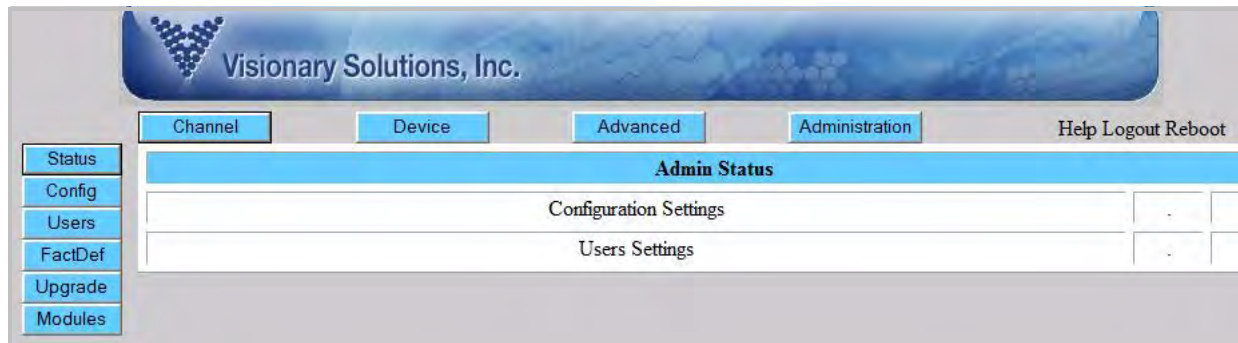 Visionary Solutions, Inc.
Channel Device Advanced Administration Help Logout Reboot
Status
Config
Users
FactDef
Upgrade
Modules
Admin Status
Configuration Settings .
Users Settings .